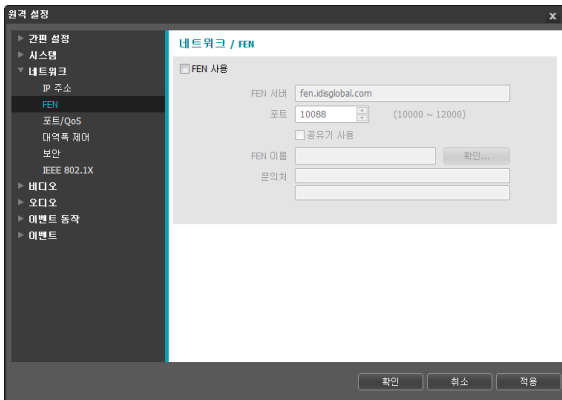 원격 설정
x
간편 설정
시스템
네트워크
IP 주소
FEN
포트/QoS
대역폭 제어
보안
IEEE 802.1X
비디오
오디오
이벤트 동작
이벤트
네트워크 / FEN
FEN 사용
FEN 서버 fen.idisglobal.com
포트 10088 (10000 ~ 12000)
공유기 사용
FEN 이름 확인...
문의처
확인 취소 적용